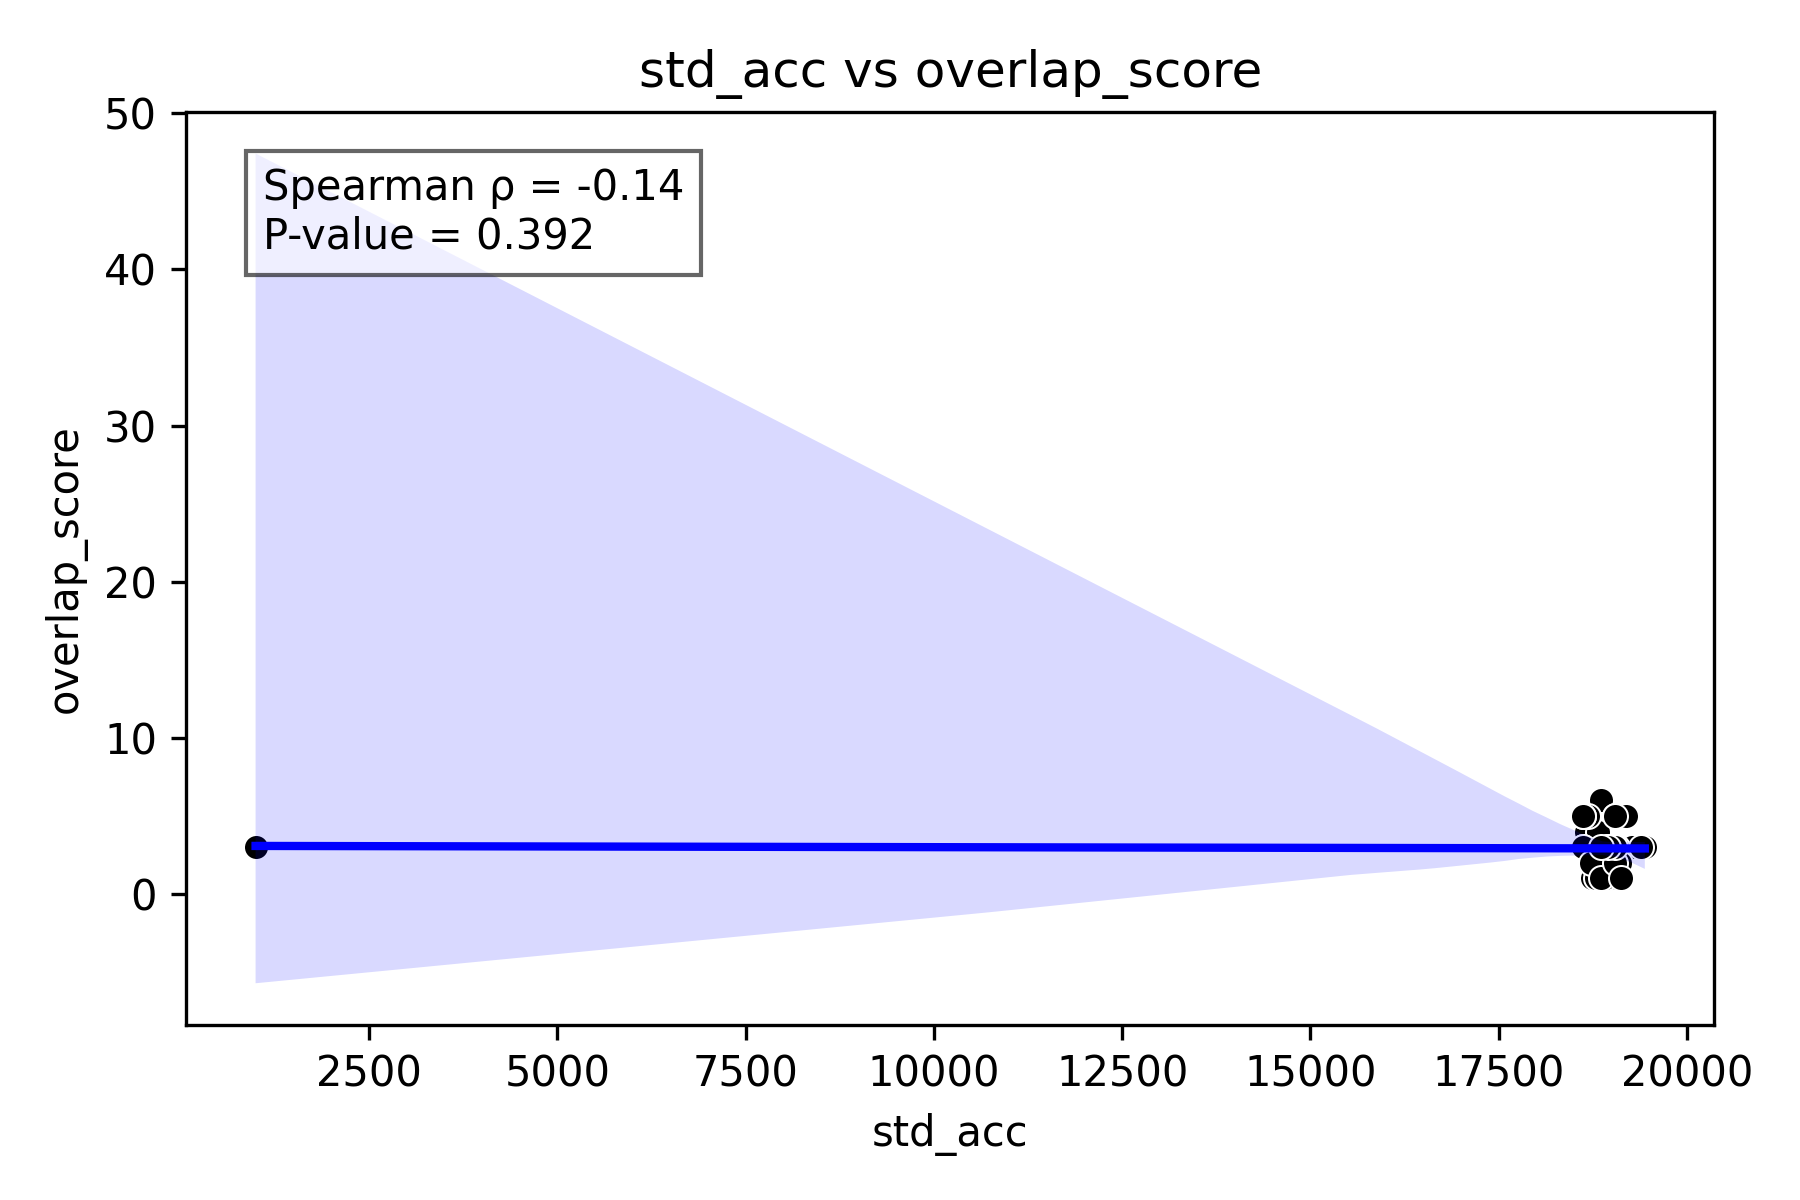 std_acc vs overlap_score
50
40
30
20
10
0
overlap_score
Spearman ρ = -0.14
P-value = 0.392
2500 5000 7500 10000 12500 15000 17500 20000
std_acc